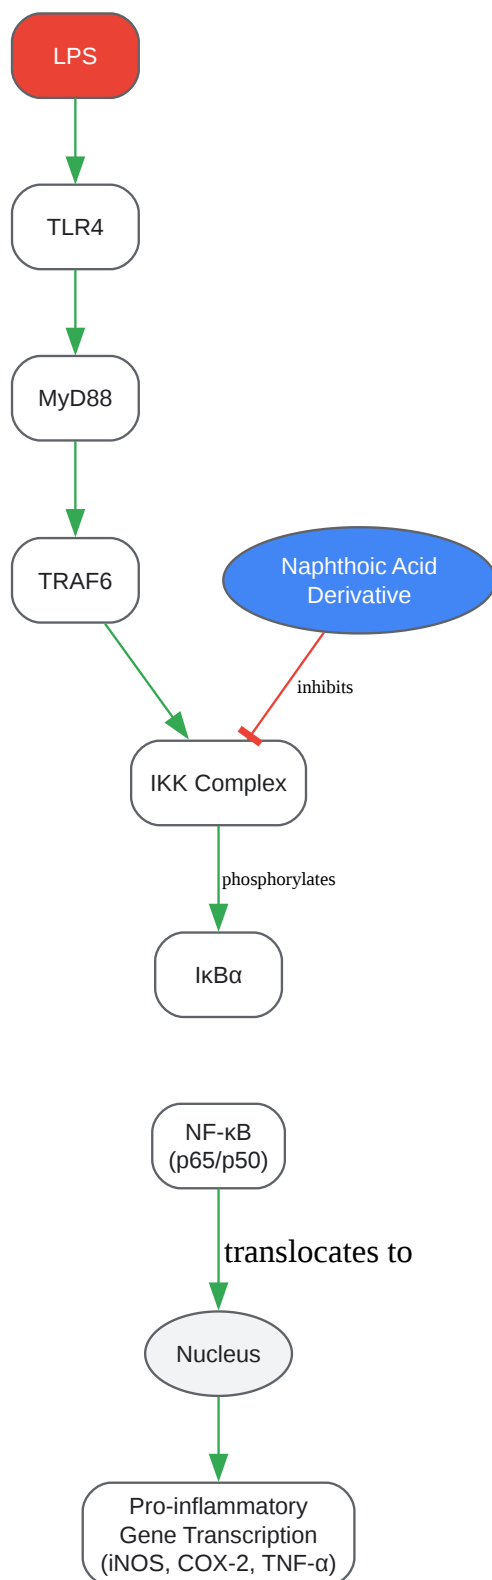 LPS
TLR4
MyD88
TRAF6
Naphthoic Acid
Derivative
inhibits
IKK Complex
phosphorylates
IκBα
NF-κB
(p65/p50)
translocates to
Nucleus
Pro-inflammatory
Gene Transcription
(iNOS, COX-2, TNF-α)